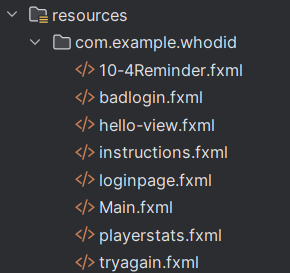 resources
com.example.whodid
10-4Reminder.fxml
badlogin.fxml
hello-view.fxml
instructions.fxml
loginpage.fxml
Main.fxml
playerstats.fxml
tryagain.fxml